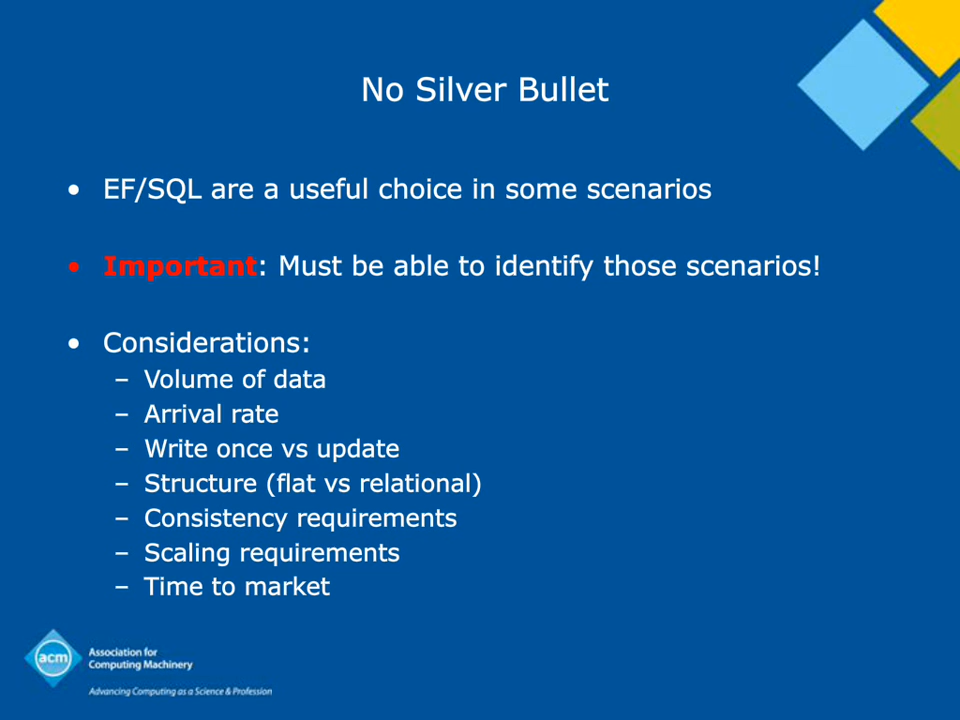 No Silver Bullet
• EF/SQL are a useful choice in some scenarios
• Important: Must be able to identify those scenarios!
• Considerations:
– Volume of data
– Arrival rate
– Write once vs update
– Structure (flat vs relational)
– Consistency requirements
– Scaling requirements
– Time to market
acm
Association for
Computing Machinery
Advancing Computing as a Science & Profession